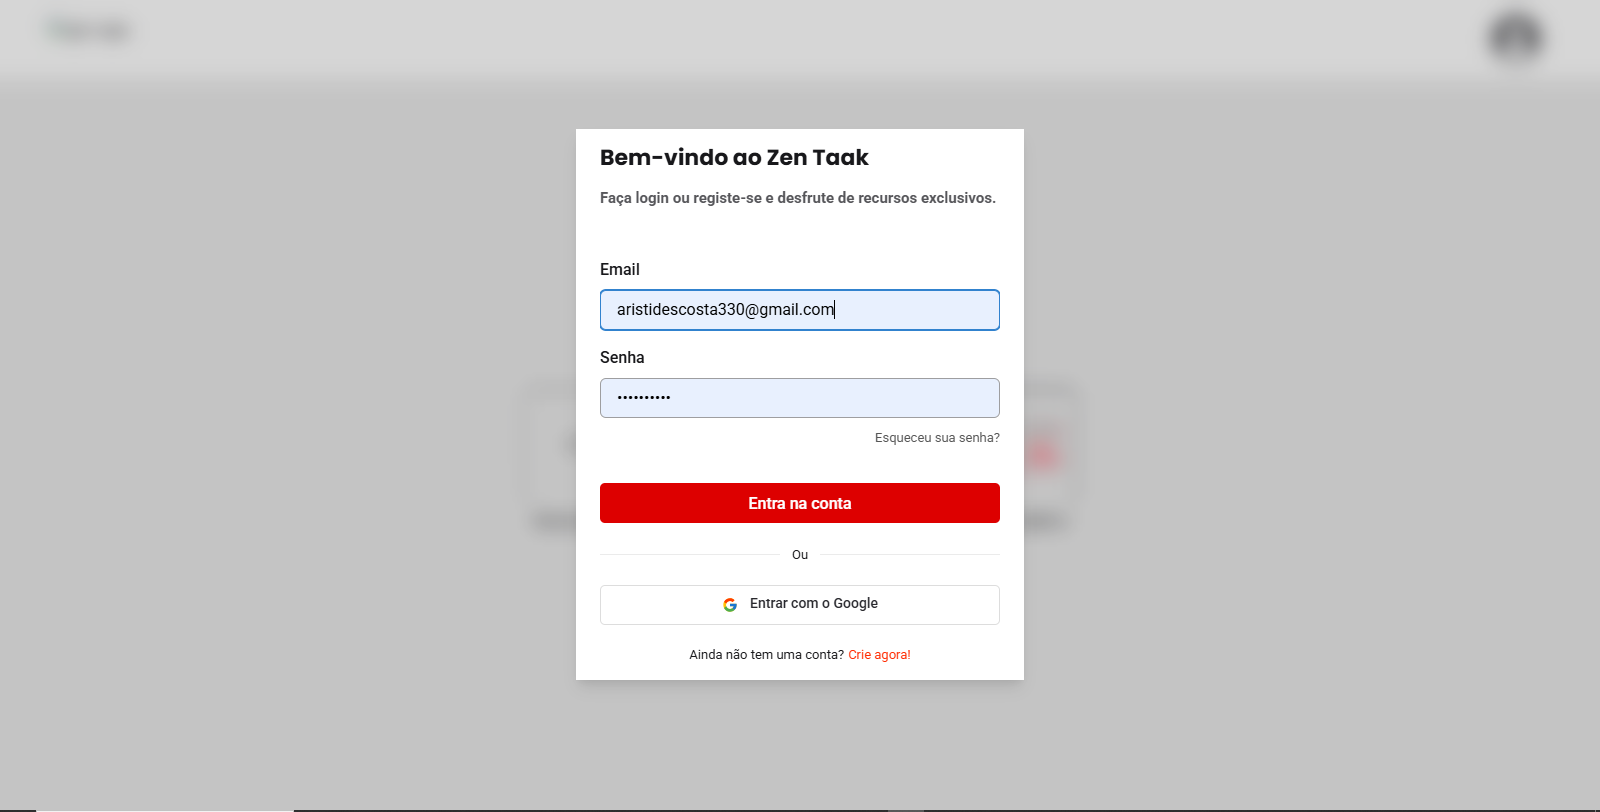 Bem-vindo ao Zen Taak
Faça login ou registe-se e desfrute de recursos exclusivos.
Email
aristidescosta330@gmail.com
Senha
••••••••••
Esqueceu sua senha?
Entra na conta
Ou
Entrar com o Google
Ainda não tem uma conta? Crie agora!